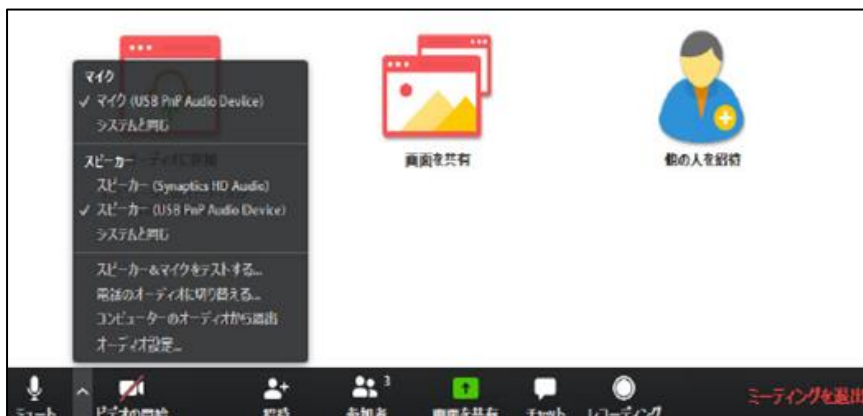 マイク
✓ マイク (USB PnP Audio Device)
システムと同じ
スピーカー
スピーカー (Synaptics HD Audio)
✓ スピーカー (USB PnP Audio Device)
システムと同じ
スピーカー&マイクをテストする...
電話のオーディオに切り替える...
コンピューターのオーディオから退出
オーディオ設定...
画面を共有
他の人を招待
ミュート
ビデオの開始
招待
参加者
3
画面を共有
チャット
レコーディング
ミーティングを退出